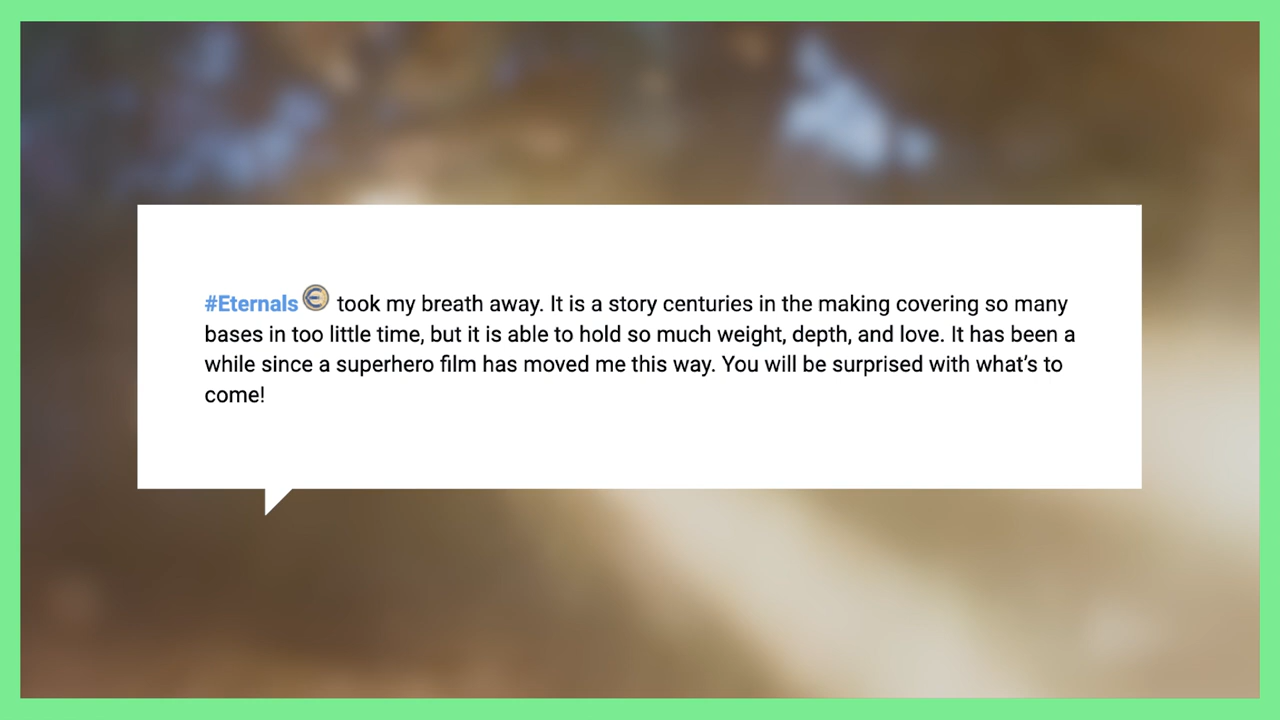 #Eternals took my breath away. It is a story centuries in the making covering so many
bases in too little time, but it is able to hold so much weight, depth, and love. It has been a
while since a superhero film has moved me this way. You will be surprised with what’s to
come!